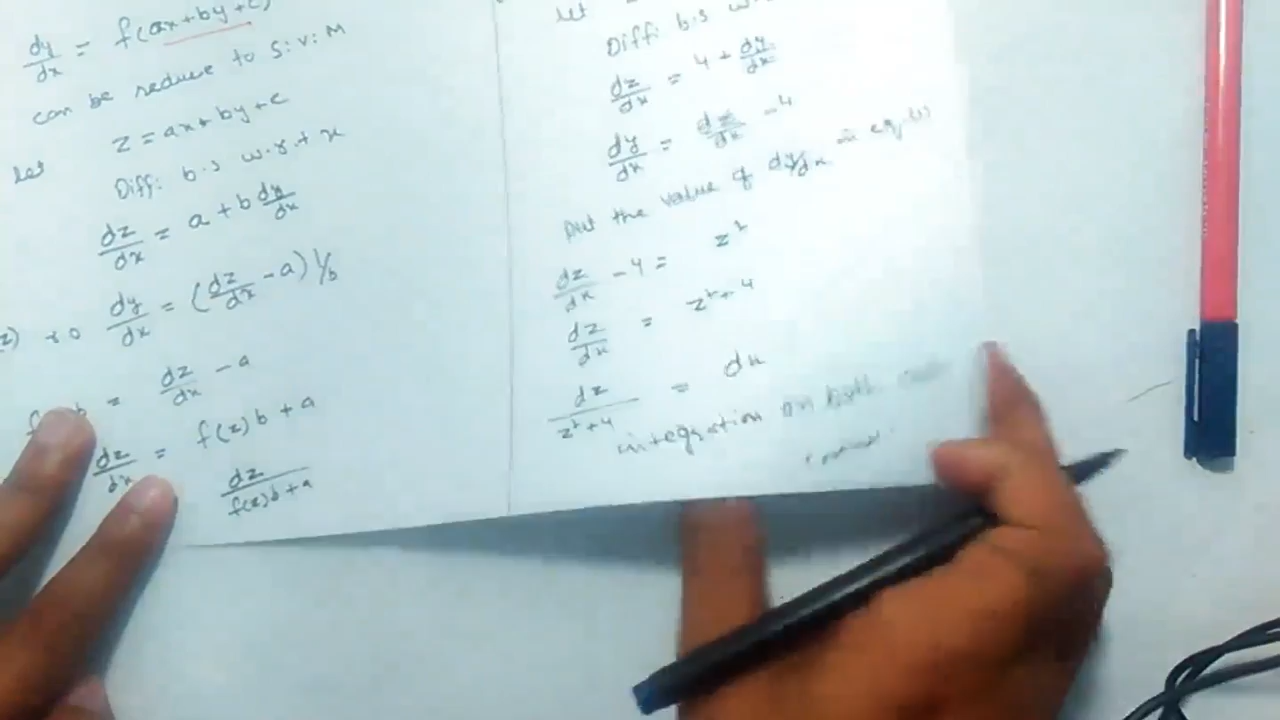 dy/dx = f(ax+by+c)
can be reduce to S.V.M
Let z = ax+by+c
Diff: b.s w.r.t x
dz/dx = a + b dy/dx
so dy/dx = (dz/dx - a) 1/b
= dz/dx - a
dz/dx = f(z)b + a
dz/f(z)b+a
let
Diff: b.s w.r
dz/dx = 4 + dy/dx
dy/dx = dz/dx - 4
put the value of dy/dx in eq.(1)
dz/dx - 4 = z²
dz/dx = z²+4
dz/z²+4 = dx
integration on both